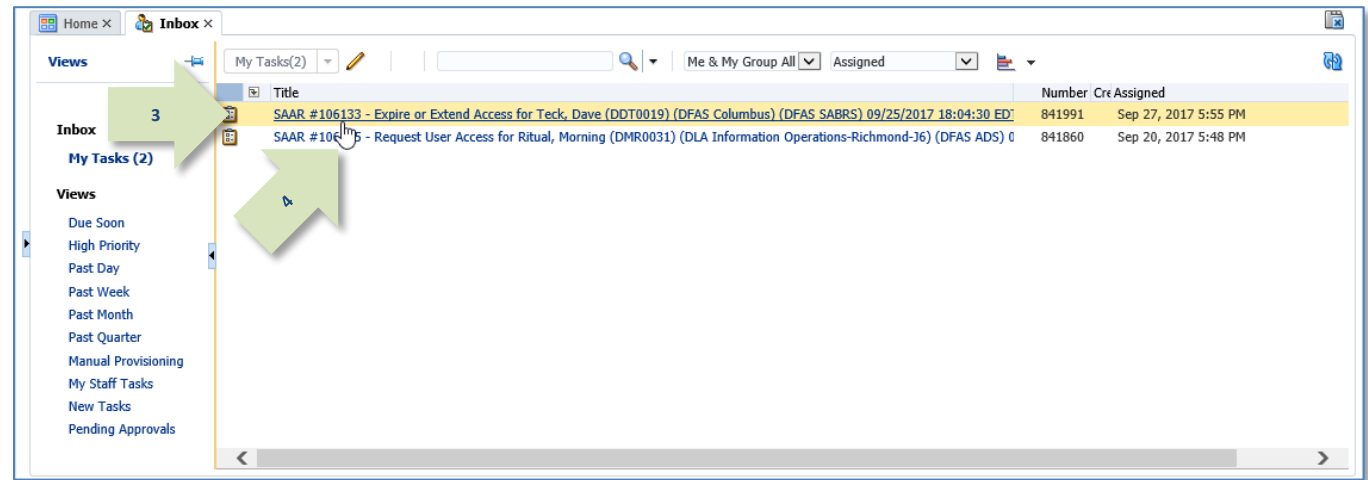 Home Inbox
Views My Tasks(2) Me & My Group All Assigned
Title Number Cre Assigned
3 SAAR #106133 - Expire or Extend Access for Teck, Dave (DDT0019) (DFAS Columbus) (DFAS SABRS) 09/25/2017 18:04:30 EDT 841991 Sep 27, 2017 5:55 PM
Inbox SAAR #106 5 - Request User Access for Ritual, Morning (DMR0031) (DLA Information Operations-Richmond-J6) (DFAS ADS) 0 841860 Sep 20, 2017 5:48 PM
My Tasks (2)
4
Views
Due Soon
High Priority
Past Day
Past Week
Past Month
Past Quarter
Manual Provisioning
My Staff Tasks
New Tasks
Pending Approvals